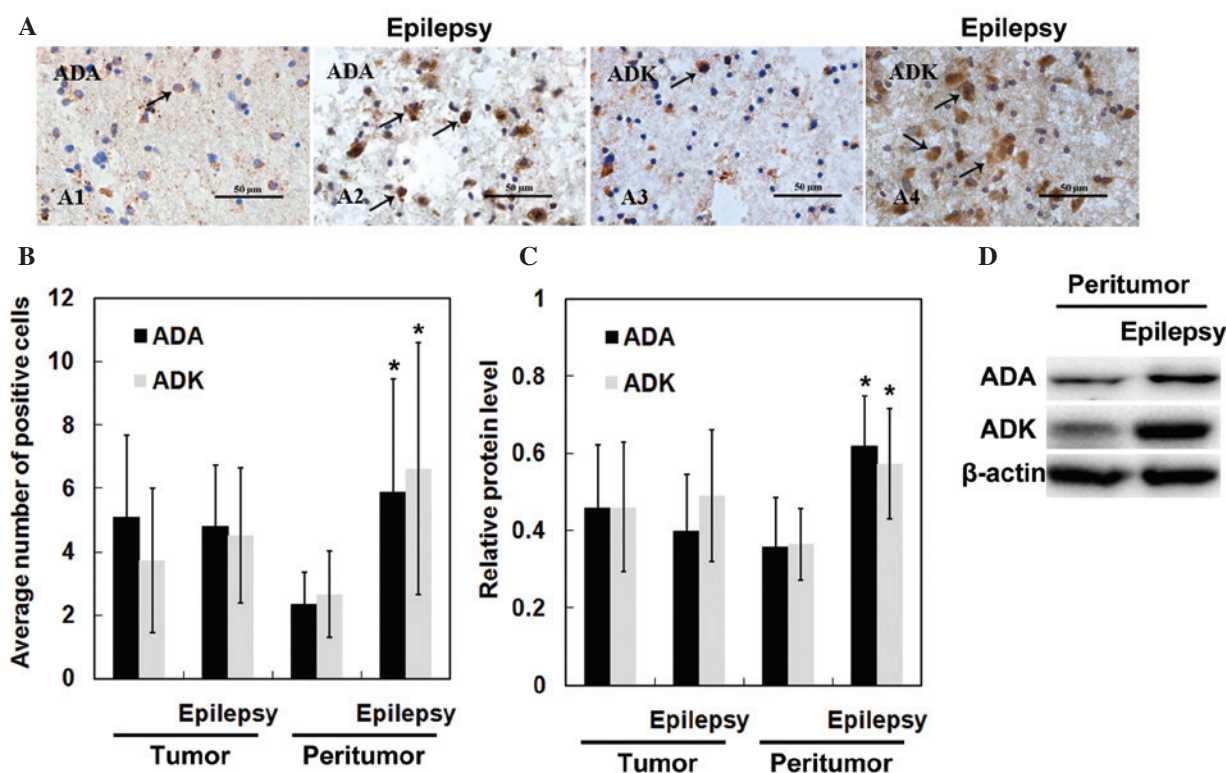 A
Epilepsy
Epilepsy
ADA
A1
50 µm
ADA
A2
50 µm
ADK
A3
50 µm
ADK
A4
50 µm
B
Average number of positive cells
12
10
8
6
4
2
0
ADA
ADK
*
*
Epilepsy
Epilepsy
Tumor
Peritumor
C
Relative protein level
1
0.8
0.6
0.4
0.2
0
ADA
ADK
*
*
Epilepsy
Epilepsy
Tumor
Peritumor
D
Peritumor
Epilepsy
ADA
ADK
β-actin